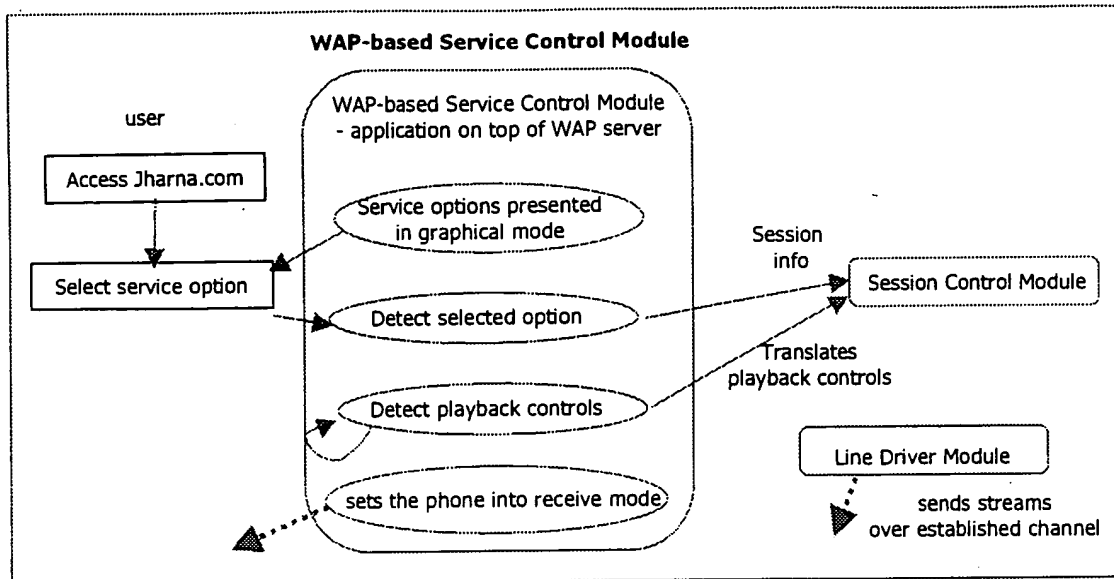 WAP-based Service Control Module
WAP-based Service Control Module
- application on top of WAP server
user
Access Jharna.com
Service options presented
in graphical mode
Select service option
Session
info
Session Control Module
Detect selected option
Translates
playback controls
Detect playback controls
Line Driver Module
sets the phone into receive mode
sends streams
over established channel